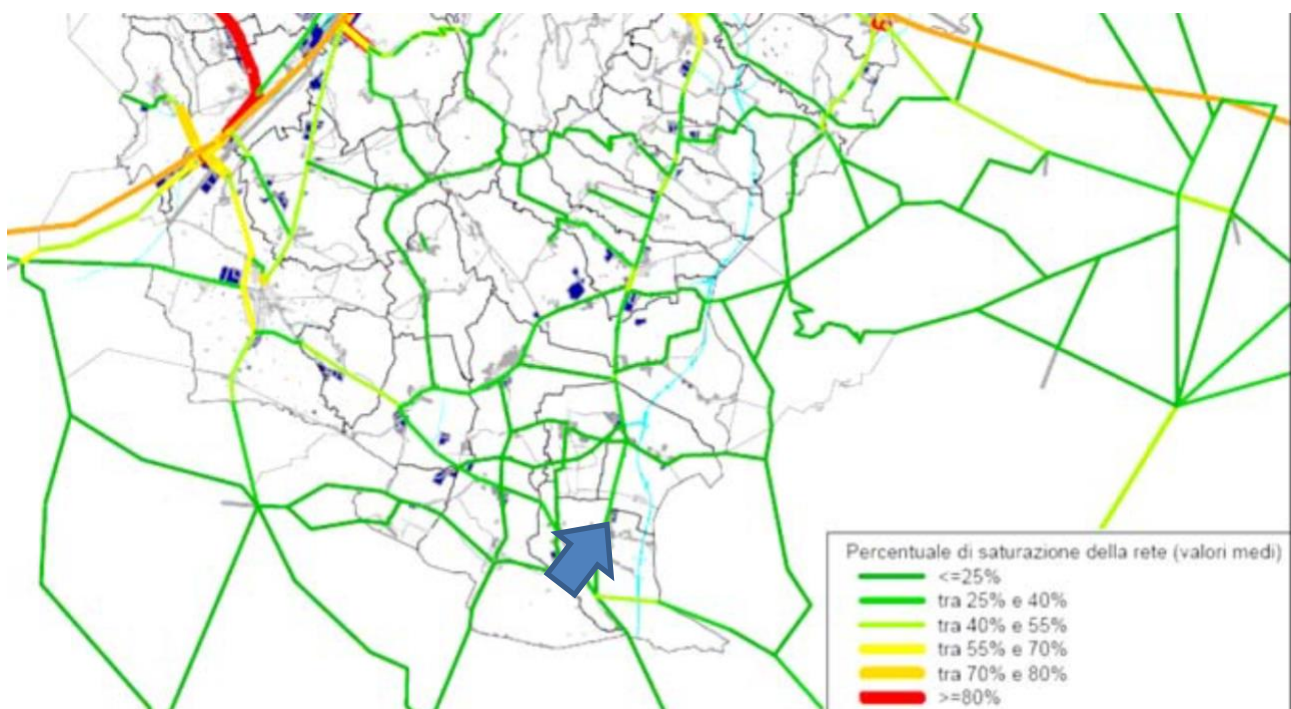 Percentuale di saturazione della rete (valori medi)
<=25%
tra 25% e 40%
tra 40% e 55%
tra 55% e 70%
tra 70% e 80%
>=80%